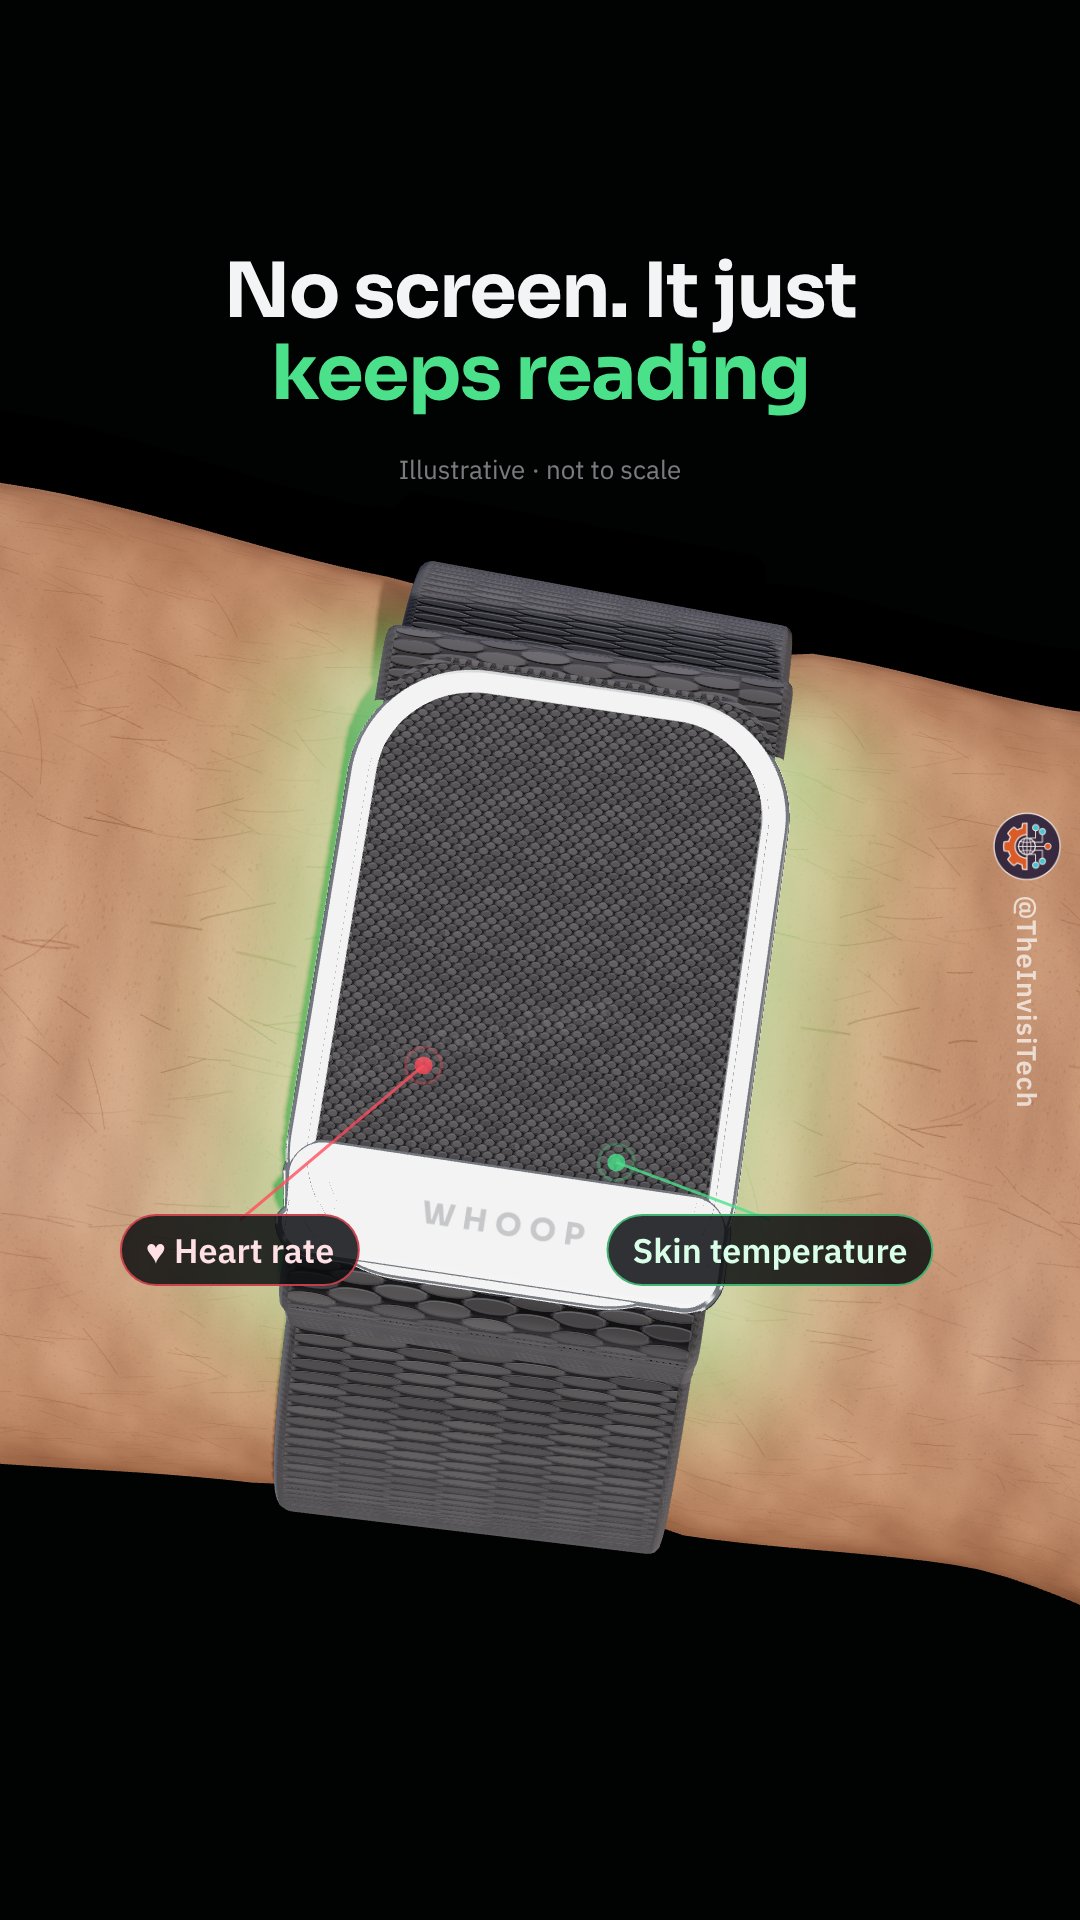 No screen. It just
keeps reading
Illustrative · not to scale
@TheInvisiTech
WHOOP
♥ Heart rate
Skin temperature